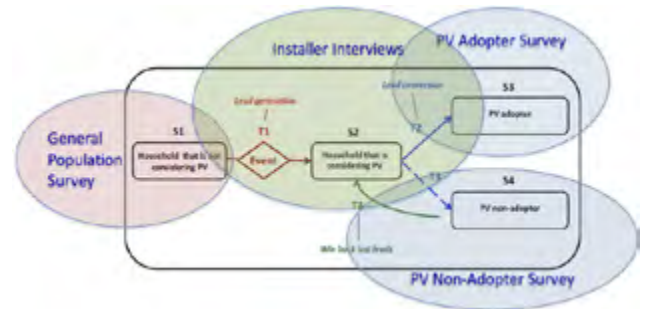 Installer Interviews
PV Adopter Survey
S3
Lead generation
Lead conversion
General
Population
Survey
S1
T1
S2
T2
PV adopter
Household that is not
considering PV
Event
Household that is
considering PV
T3
S4
PV non-adopter
PV Non-Adopter Survey